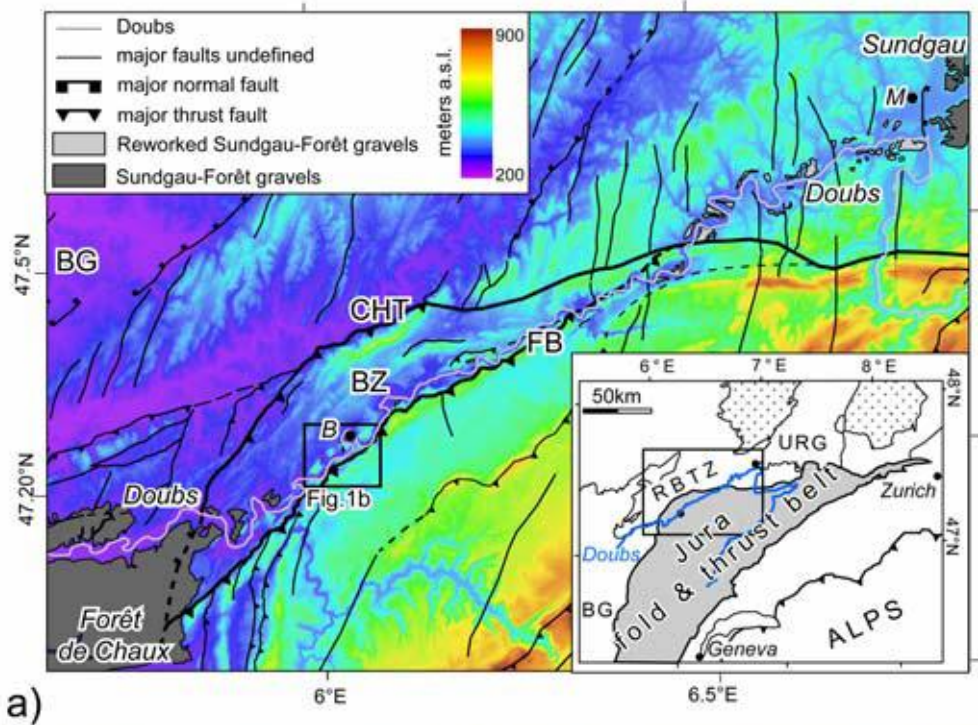 Doubs
major faults undefined
major normal fault
major thrust fault
Reworked Sundgau-Forêt gravels
Sundgau-Forêt gravels
meters a.s.l.
900
200
Sundgau
M
Doubs
BG
47.5°N
CHT
FB
BZ
B
Fig.1b
47.20°N
Doubs
Forêt
de Chaux
6°E
6.5°E
6°E
7°E
8°E
48°N
47°N
50km
URG
RBTZ
Zurich
Doubs
Jura
fold & thrust belt
BG
ALPS
Geneva
a)